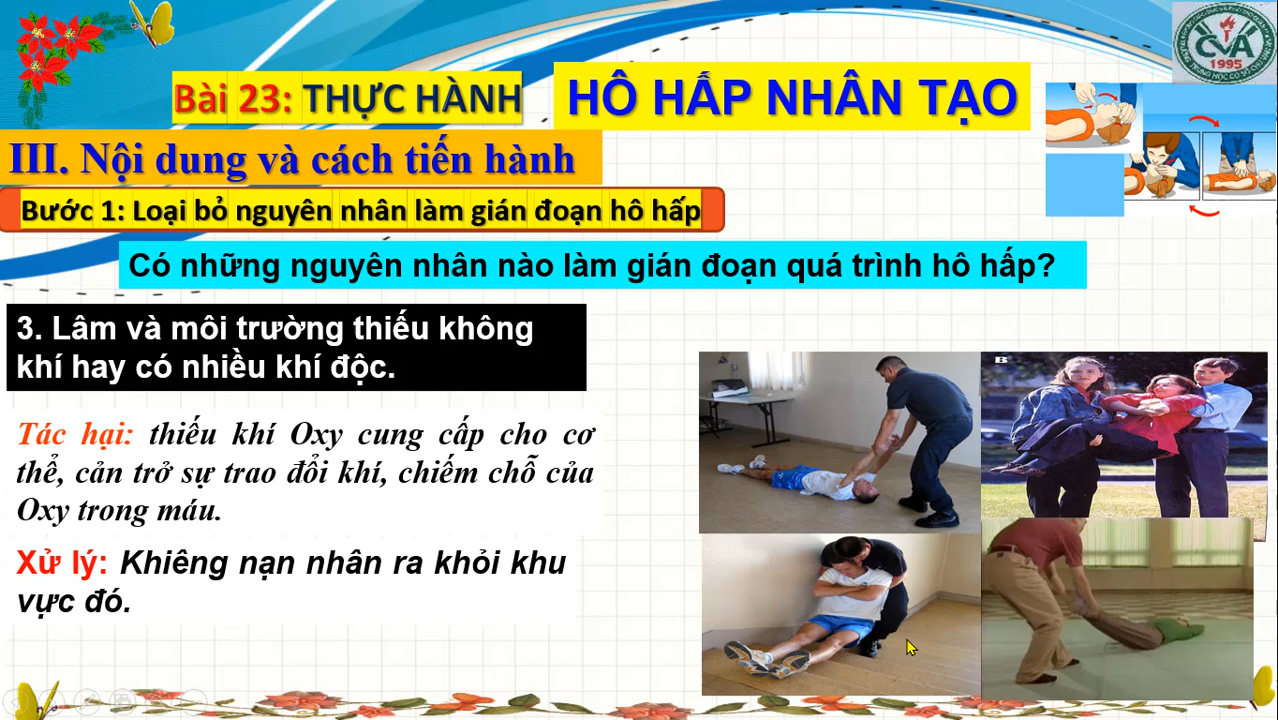 Bài 23: THỰC HÀNH HÔ HẤP NHÂN TẠO
CVA
1995
III. Nội dung và cách tiến hành
Bước 1: Loại bỏ nguyên nhân làm gián đoạn hô hấp
Có những nguyên nhân nào làm gián đoạn quá trình hô hấp?
3. Lâm và môi trường thiếu không
khí hay có nhiều khí độc.
B
Tác hại: thiếu khí Oxy cung cấp cho cơ
thể, cản trở sự trao đổi khí, chiếm chỗ của
Oxy trong máu.
Xử lý: Khiêng nạn nhân ra khỏi khu
vực đó.